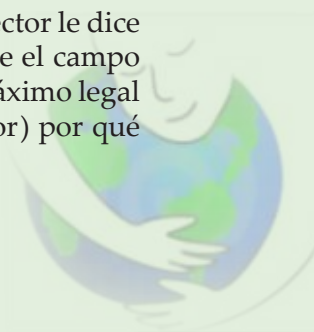 ector le dice
e el campo
áximo legal
or) por qué